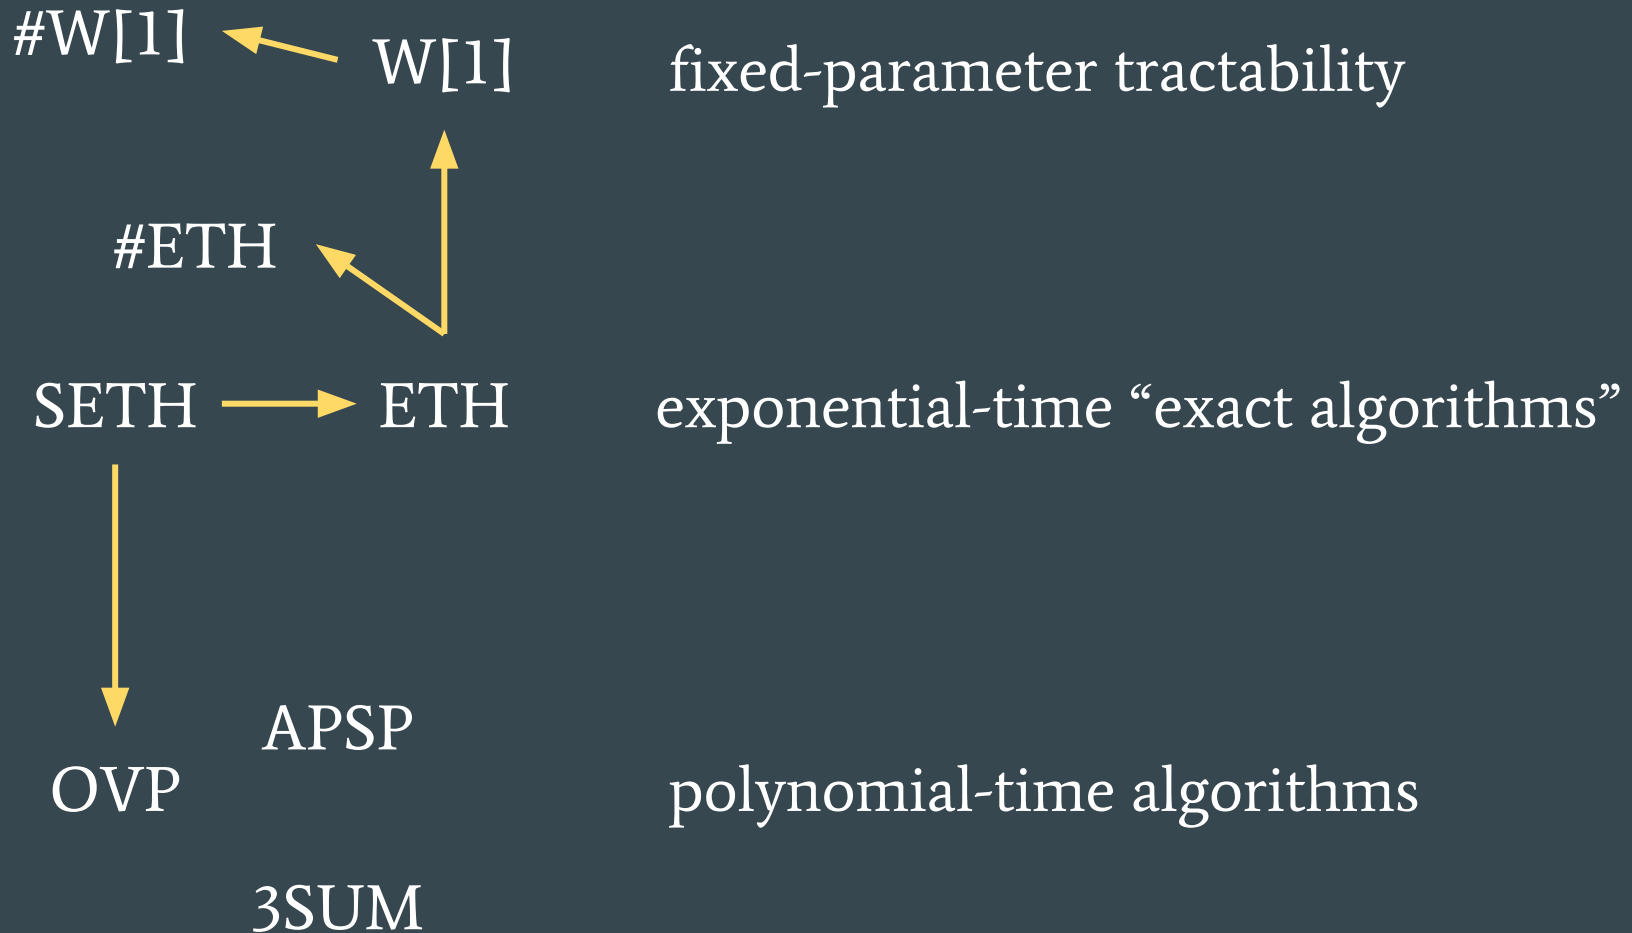 #W[1]
W[1]
fixed-parameter tractability
#ETH
SETH
ETH
exponential-time “exact algorithms”
APSP
OVP
polynomial-time algorithms
3SUM